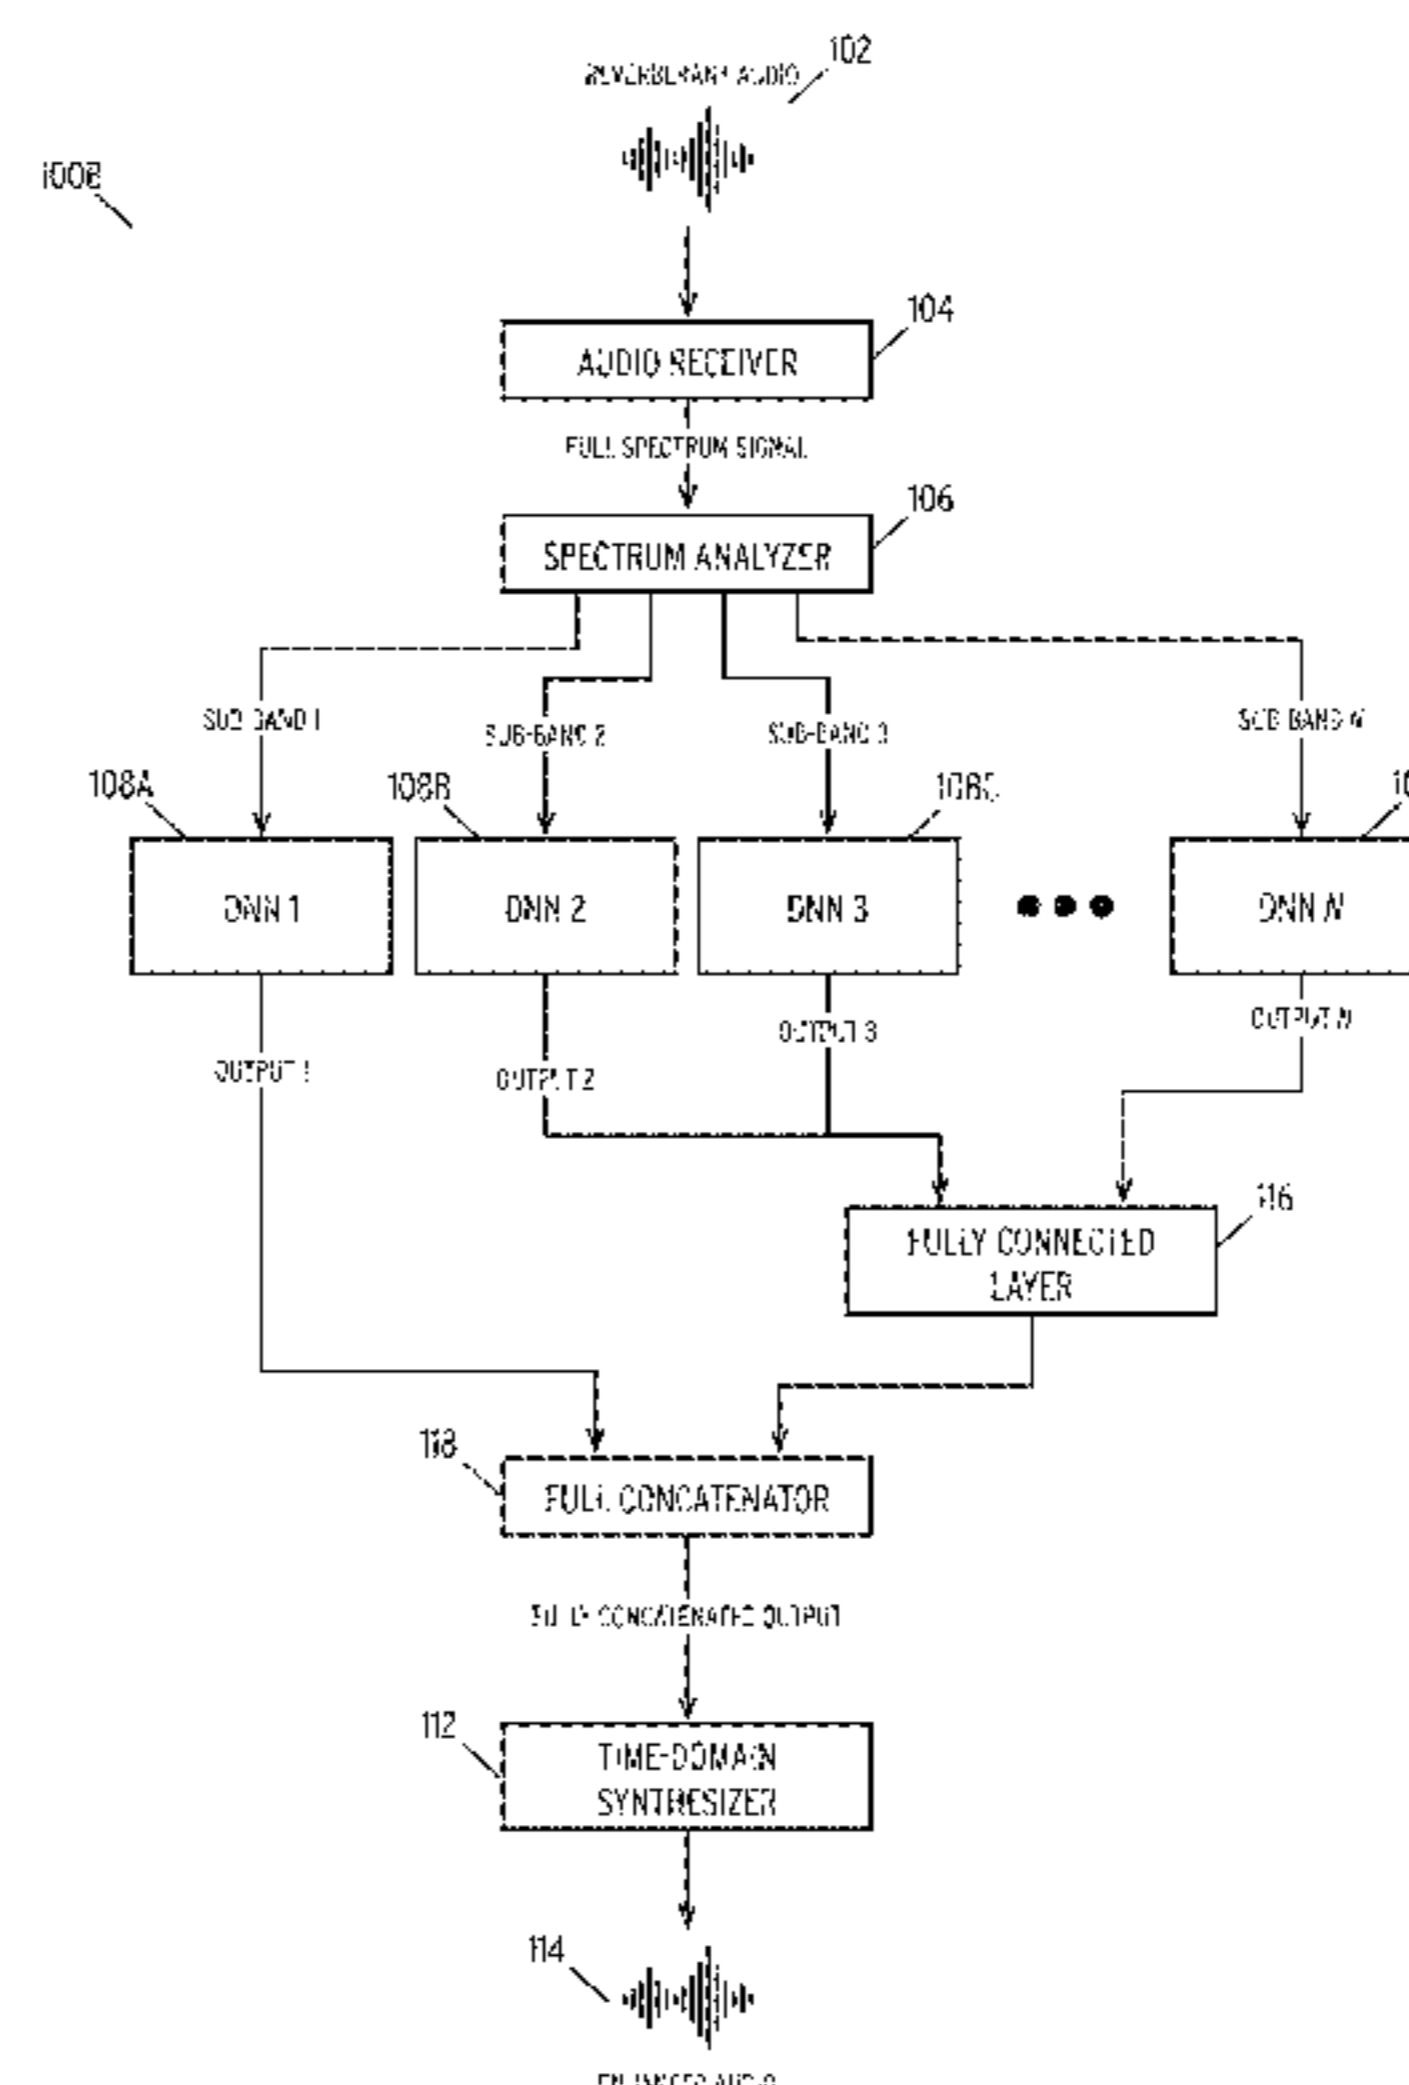 102
REVERBERANT AUDIO
100B
104
AUDIO RECEIVER
FULL SPECTRUM SIGNAL
106
SPECTRUM ANALYZER
SUB-BAND 1
SUB-BAND 2
SUB-BAND 3
SUB-BAND N
108A
108B
108C
DNN 1
DNN 2
DNN 3
DNN N
OUTPUT 1
OUTPUT 2
OUTPUT 3
OUTPUT N
116
FULLY CONNECTED
LAYER
118
FULL CONCATENATOR
FULLY CONCATENATED OUTPUT
112
TIME-DOMAIN
SYNTHESIZER
114
ENHANCED AUDIO